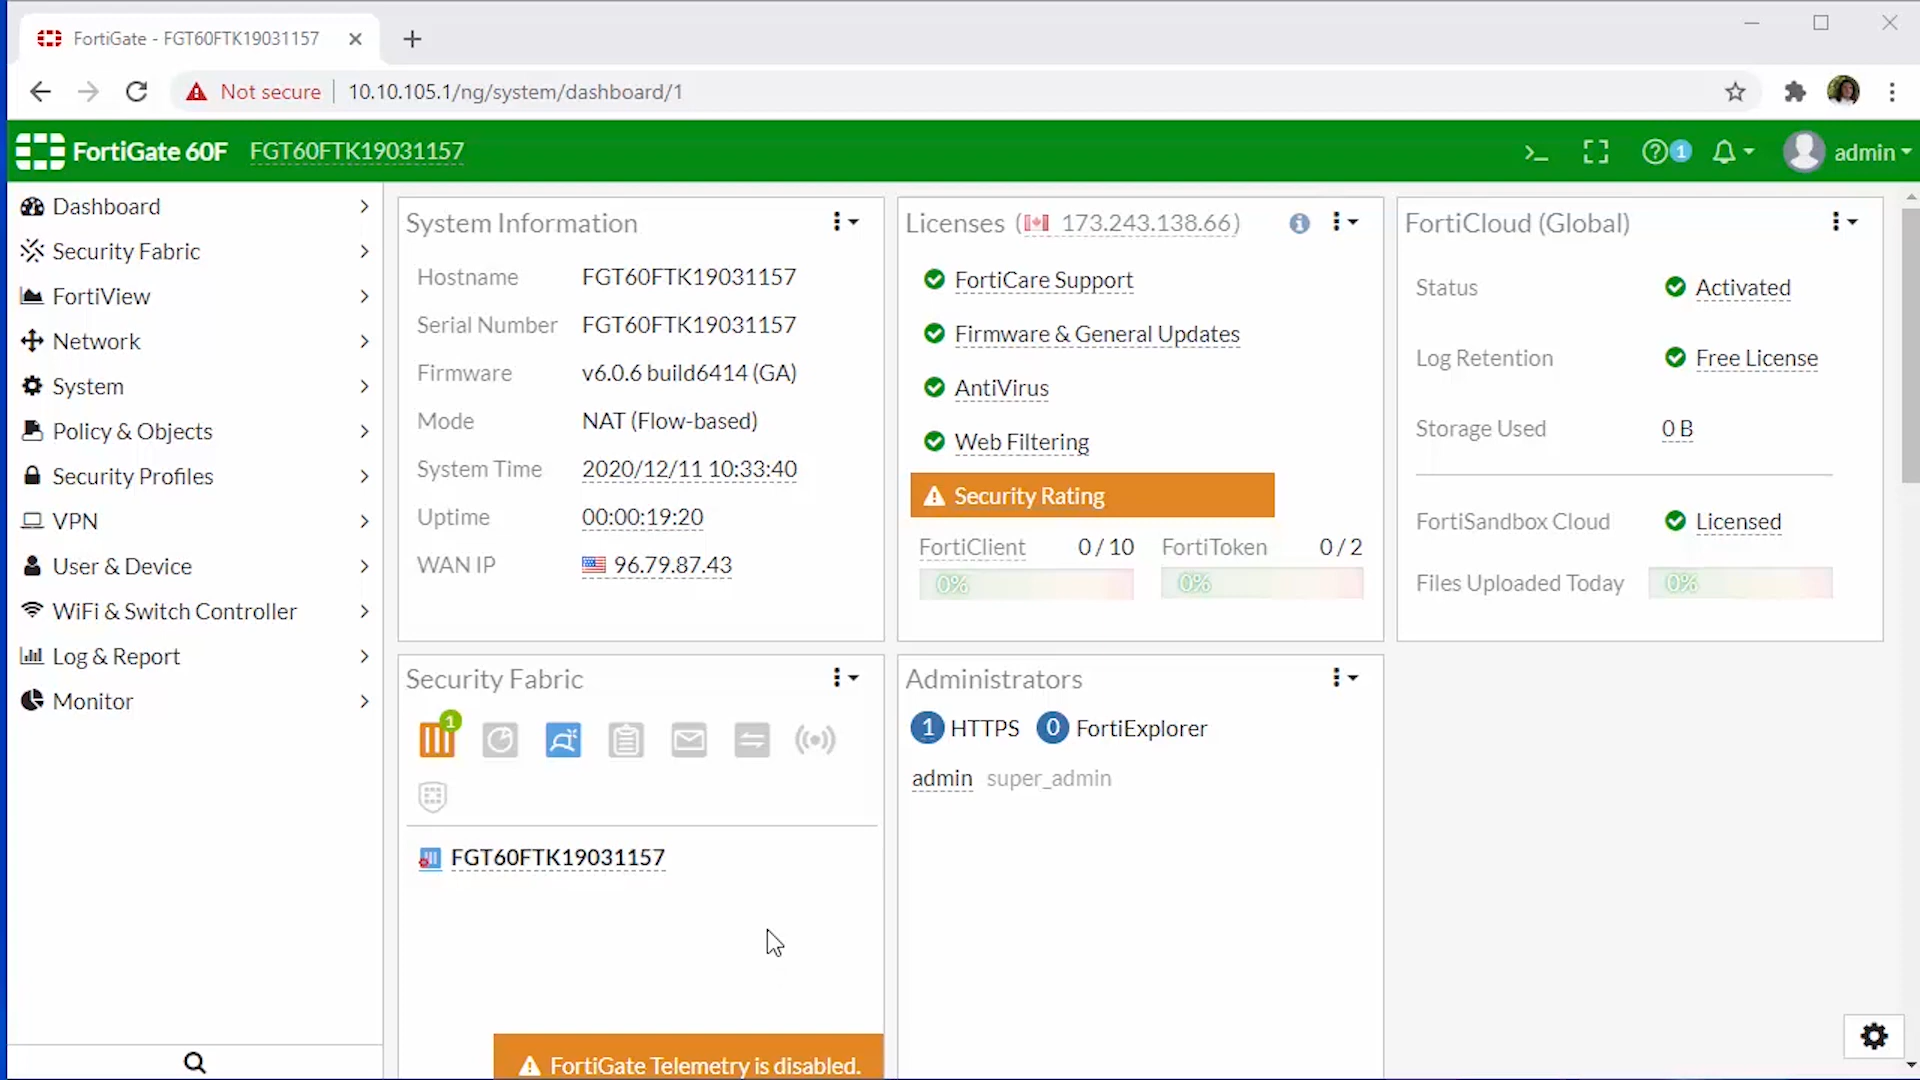 FortiGate - FGT60FTK19031157
Not secure 10.10.105.1/ng/system/dashboard/1
FortiGate 60F FGT60FTK19031157
1 admin
Dashboard
Security Fabric
FortiView
Network
System
Policy & Objects
Security Profiles
VPN
User & Device
WiFi & Switch Controller
Log & Report
Monitor
System Information
Hostname FGT60FTK19031157
Serial Number FGT60FTK19031157
Firmware v6.0.6 build6414 (GA)
Mode NAT (Flow-based)
System Time 2020/12/11 10:33:40
Uptime 00:00:19:20
WAN IP 96.79.87.43
Licenses (173.243.138.66)
FortiCare Support
Firmware & General Updates
AntiVirus
Web Filtering
Security Rating
FortiClient 0 / 10 FortiToken 0 / 2
0% 0%
FortiCloud (Global)
Status Activated
Log Retention Free License
Storage Used 0 B
FortiSandbox Cloud Licensed
Files Uploaded Today 0%
Security Fabric
1
FGT60FTK19031157
FortiGate Telemetry is disabled.
Administrators
1 HTTPS 0 FortiExplorer
admin super_admin